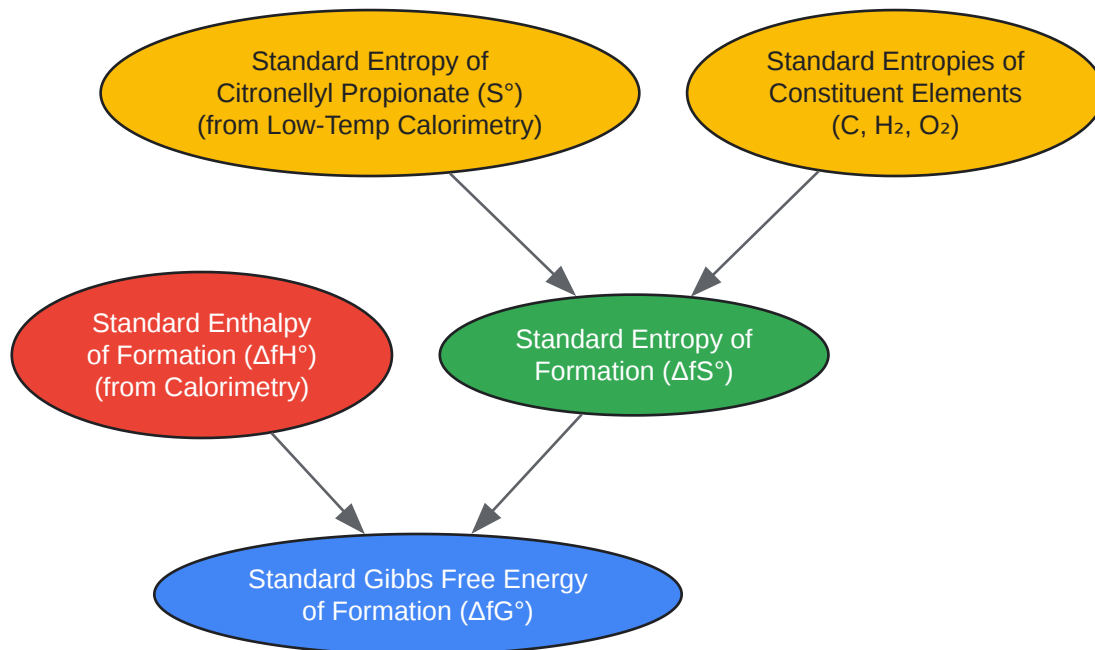 Standard Entropy of
Citronellyl Propionate (S°)
(from Low-Temp Calorimetry)
Standard Entropies of
Constituent Elements
(C, H₂, O₂)
Standard Enthalpy
of Formation (ΔfH°)
(from Calorimetry)
Standard Entropy of
Formation (ΔfS°)
Standard Gibbs Free Energy
of Formation (ΔfG°)